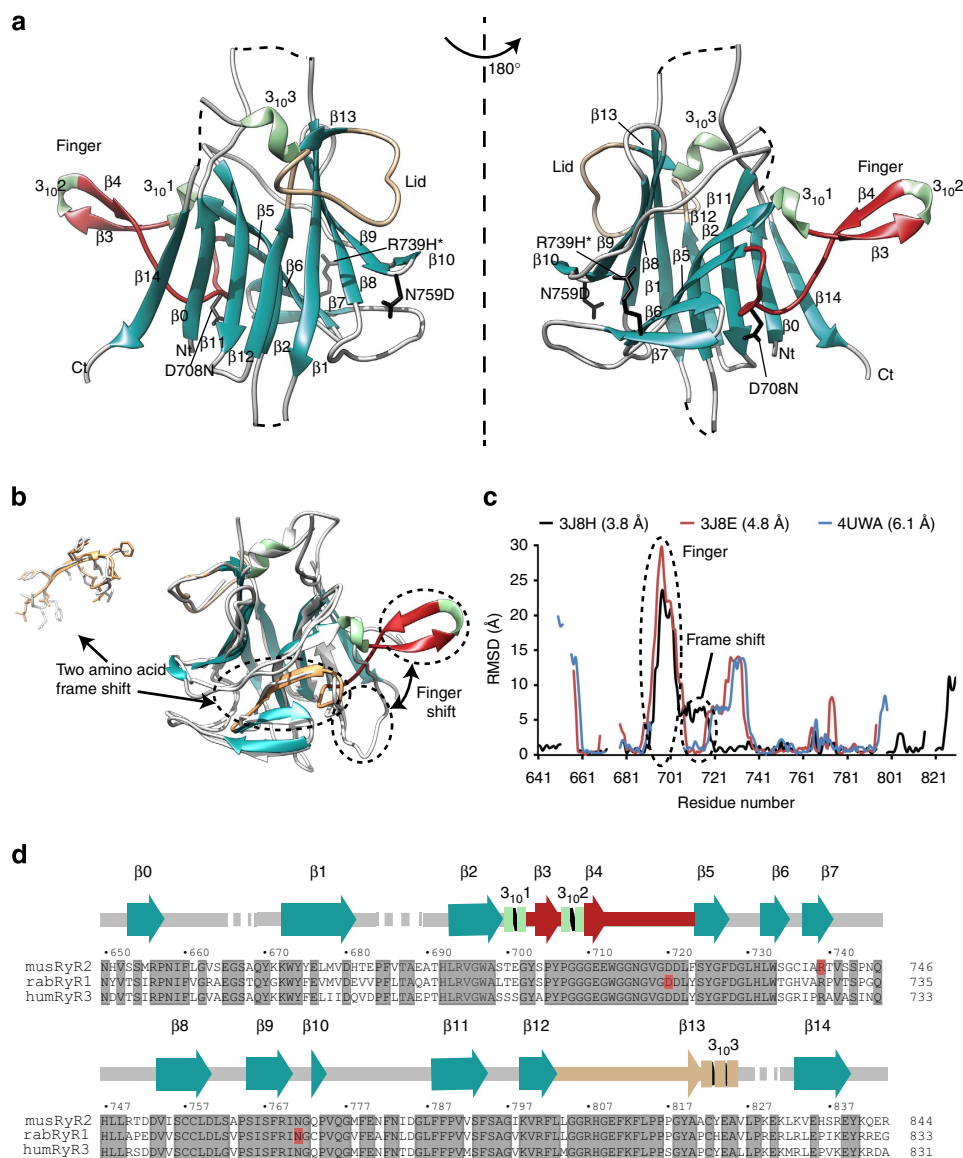 a
180°
3₁₀3
β13
Finger
3₁₀2
β4
3₁₀1
Lid
β3
β5
β9
R739H*
β10
β14
β6
β8
N759D
β7
β0
Nt
β11
β12
β2
β1
Ct
D708N
3₁₀3
β13
Finger
Lid
β11
3₁₀1
β4
3₁₀2
β12
β2
R739H*
β9
β3
β10
β8
β5
N759D
β1
β14
β6
β0
β7
Nt
Ct
D708N
b
Two amino acid
frame shift
Finger
shift
c
3J8H (3.8 Å) 3J8E (4.8 Å) 4UWA (6.1 Å)
Finger
Frame shift
RMSD (Å)
30
25
20
15
10
5
0
641 661 681 701 721 741 761 781 801 821
Residue number
d
β0 β1 β2 β3 β4 β5 β6 β7
3₁₀1 3₁₀2
•650 •660 •670 •680 •690 •700 •710 •720 •730 •740
musRyR2 NHVSSMRPNIFLGVSEGSAQYKKWYYELMVDHTEPFVTAEATHLRVGWASTEGYSPYPGGGEEWGGNGVGDDLFSYGFDGLHLWSGCIARTVSSPNQ 746
rabRyR1 NYVTSIRPNIFVGRAEGSTQYGKWYFEVMVDEVVPFLTAQATHLRVGWALTEGYSPYPGGGEGWGGNGVGDDLYSYGFDGLHLWTGHVARPVTSPGQ 735
humRyR3 NDVTSIRPNIFLGVAEGSAQYKKWYFELIIDQVDPFLTAEPTHLRVGWASSSGYAPYPGGGEGWGGNGVGDDLYSYGFDGLHLWSGRIPRAVASINQ 733
β8 β9 β10 β11 β12 β13 β14
3₁₀3
•747 •757 •767 •777 •787 •797 •807 •817 •827 •837
musRyR2 HLLRTDDVISCCLDLSAPSISFRINGQPVQGMFENFNIDGLFFPVVSFSAGIKVRFLLGGRHGEFKFLPPPGYAACYEAVLPKEKLKVEHSREYKQER 844
rabRyR1 HLLAPEDVVSCCLDLSVPSISFRINGCPVQGVFEAFNLDGLFFPVVSFSAGVKVRFLLGGRHGEFKFLPPPGYAPCHEAVLPRERLRLEPIKEYRREG 833
humRyR3 HLLRSDDVVSCCLDLGVPSISFRINGQPVQGMFENFNTDGLFFPVMSFSAGVKVRFLMGGRHGEFKFLPPSGYAPCYEALLPKEKMRLEPVKEYKRDA 831